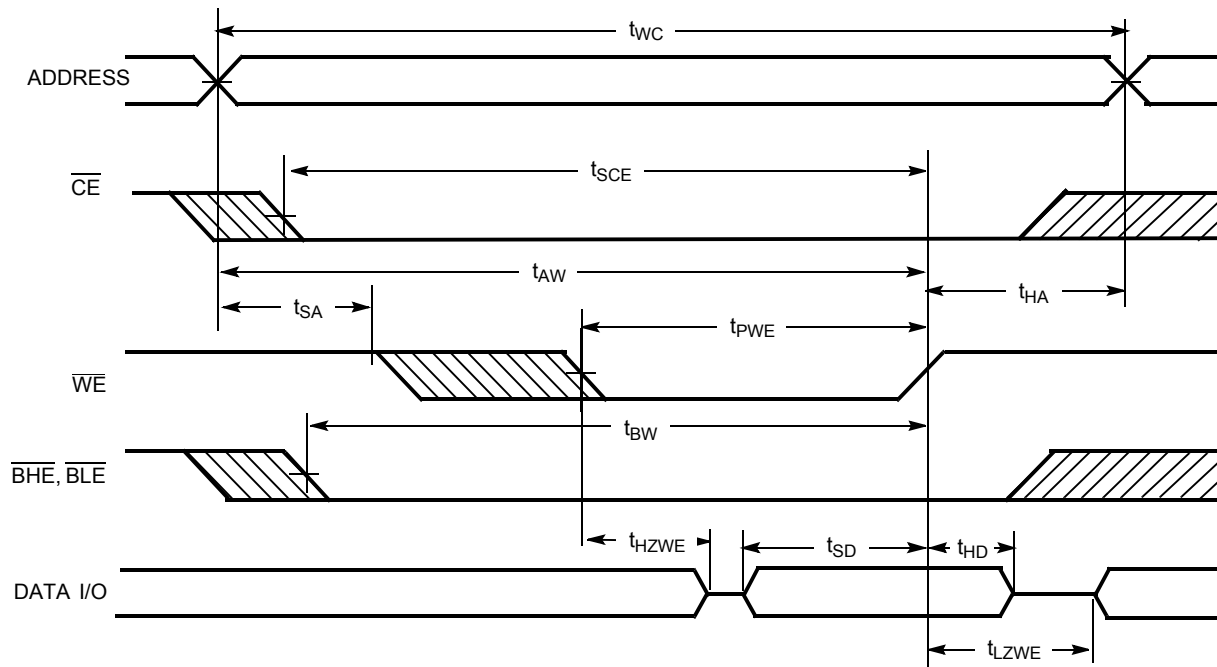 tWC
ADDRESS
CE
tSCE
tAW
tSA
tHA
tPWE
WE
tBW
BHE, BLE
tHZWE
tSD
tHD
DATA I/O
tLZWE